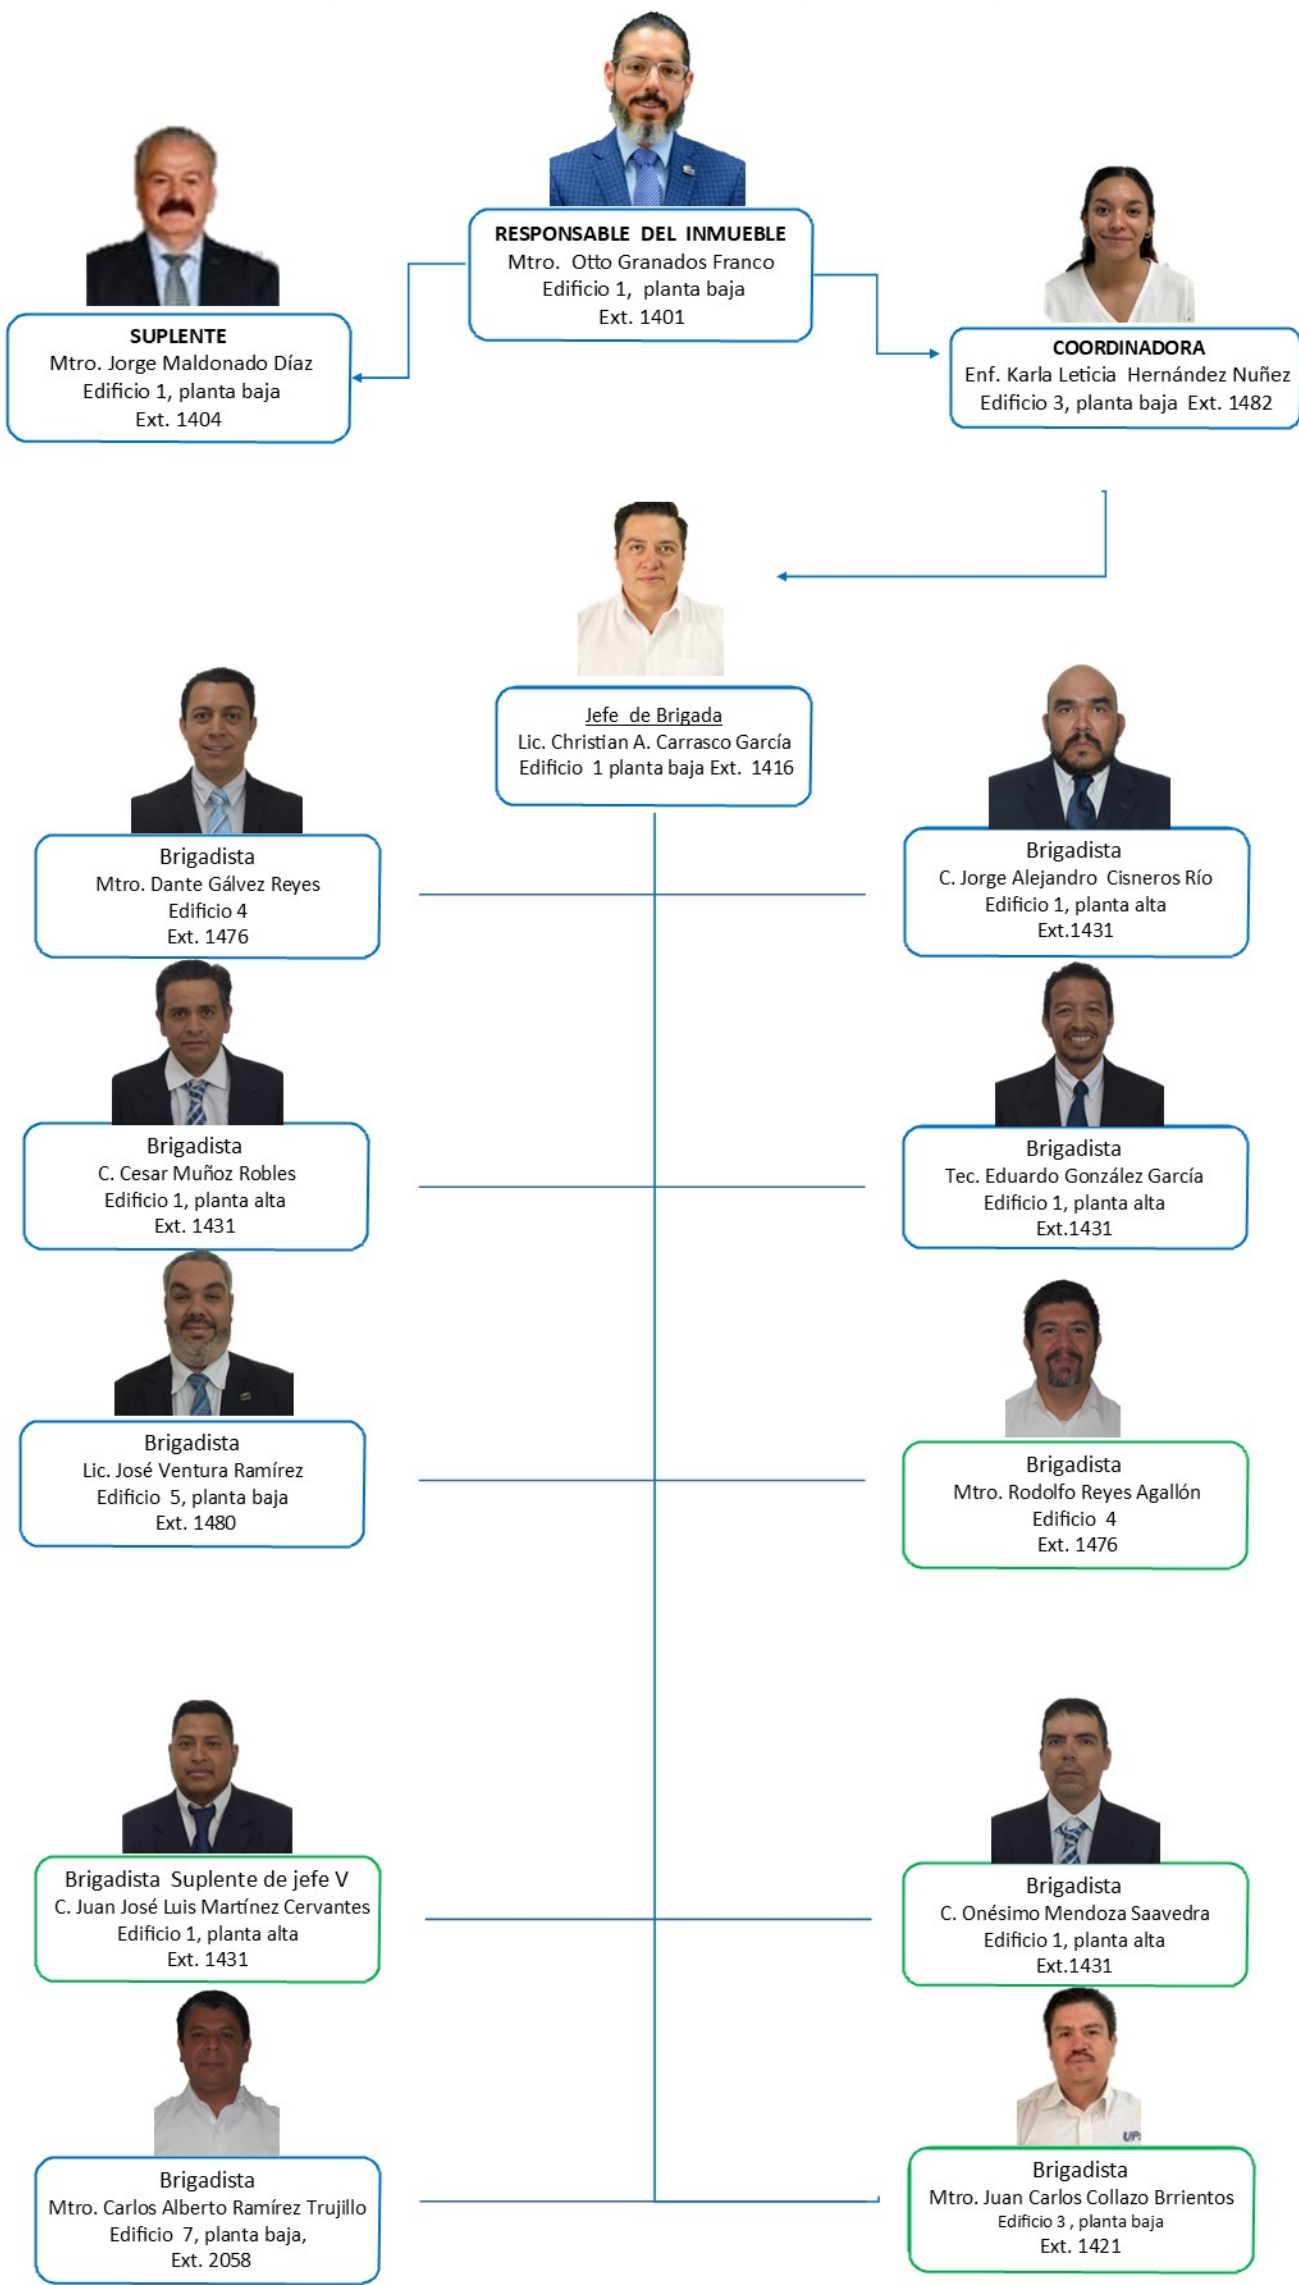 RESPONSABLE DEL INMUEBLE
Mtro. Otto Granados Franco
Edificio 1, planta baja
Ext. 1401
SUPLENTE
Mtro. Jorge Maldonado Díaz
Edificio 1, planta baja
Ext. 1404
COORDINADORA
Enf. Karla Leticia Hernández Nuñez
Edificio 3, planta baja Ext. 1482
Jefe de Brigada
Lic. Christian A. Carrasco García
Edificio 1 planta baja Ext. 1416
Brigadista
Mtro. Dante Gálvez Reyes
Edificio 4
Ext. 1476
Brigadista
C. Jorge Alejandro Cisneros Río
Edificio 1, planta alta
Ext.1431
Brigadista
C. Cesar Muñoz Robles
Edificio 1, planta alta
Ext. 1431
Brigadista
Tec. Eduardo González García
Edificio 1, planta alta
Ext.1431
Brigadista
Lic. José Ventura Ramírez
Edificio 5, planta baja
Ext. 1480
Brigadista
Mtro. Rodolfo Reyes Agallón
Edificio 4
Ext. 1476
Brigadista Suplente de jefe V
C. Juan José Luis Martínez Cervantes
Edificio 1, planta alta
Ext. 1431
Brigadista
C. Onésimo Mendoza Saavedra
Edificio 1, planta alta
Ext.1431
Brigadista
Mtro. Carlos Alberto Ramírez Trujillo
Edificio 7, planta baja,
Ext. 2058
Brigadista
Mtro. Juan Carlos Collazo Brrientos
Edificio 3 , planta baja
Ext. 1421